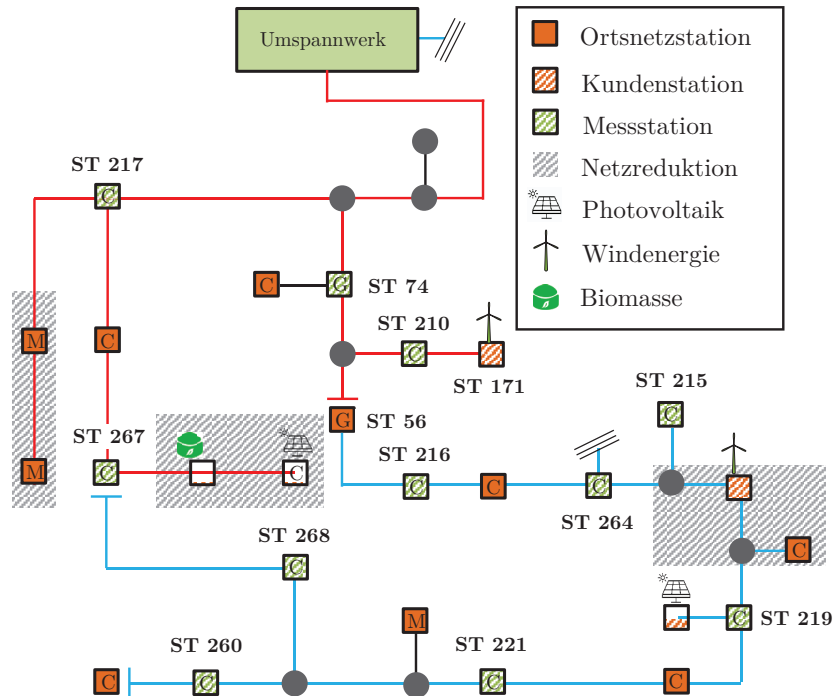 Umspannwerk
Ortsnetzstation
Kundenstation
Messstation
Netzreduktion
Photovoltaik
Windenergie
Biomasse
ST 217
C
C
G
ST 74
M
C
ST 210
C
ST 171
ST 215
C
G
ST 56
ST 267
M
C
C
ST 216
C
C
C
ST 264
ST 268
C
C
M
C
ST 219
ST 260
ST 221
C
C
C
C